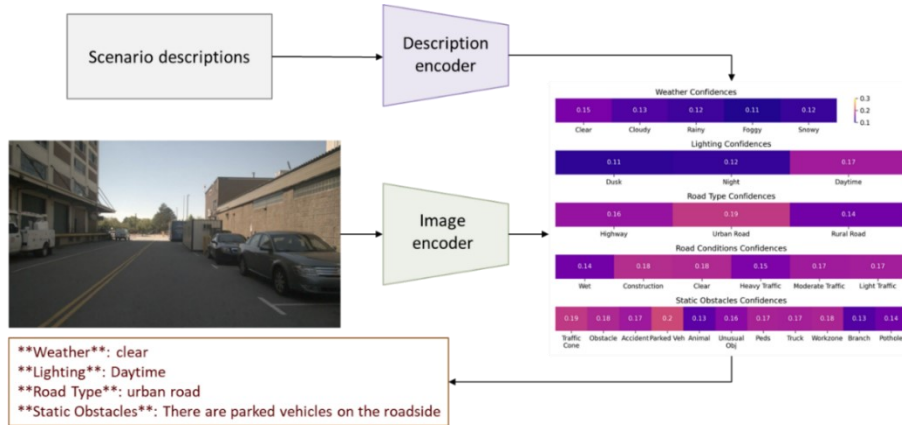 Scenario descriptions
Description
encoder
Weather Confidences
0.15 0.13 0.12 0.11 0.12
Clear Cloudy Rainy Foggy Snowy
0.3
0.2
0.1
Lighting Confidences
0.11 0.12 0.17
Dusk Night Daytime
Road Type Confidences
0.16 0.19 0.14
Highway Urban Road Rural Road
Road Conditions Confidences
0.14 0.18 0.18 0.15 0.17 0.17
Wet Construction Clear Heavy Traffic Moderate Traffic Light Traffic
Static Obstacles Confidences
0.19 0.18 0.17 0.2 0.13 0.16 0.17 0.17 0.18 0.13 0.14
Traffic Cone Obstacle Accident Parked Veh Animal Unusual Obj Peds Truck Workzone Branch Pothole
Image
encoder
**Weather**: clear
**Lighting**: Daytime
**Road Type**: urban road
**Static Obstacles**: There are parked vehicles on the roadside